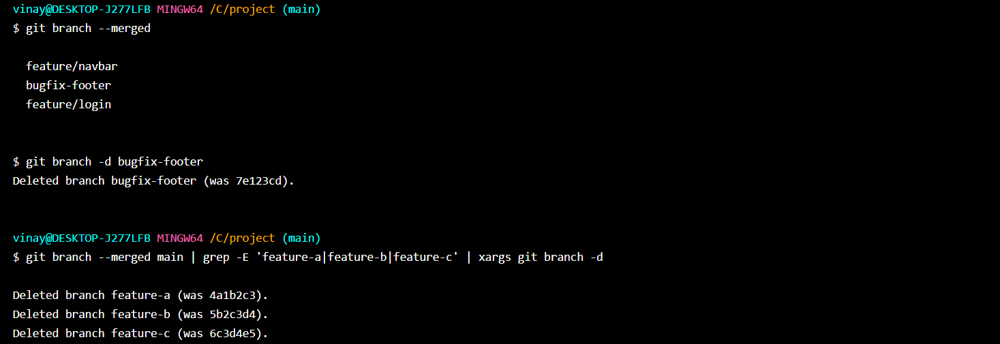 vinay@DESKTOP-J277LFB MINGW64 /C/project (main)
$ git branch --merged
feature/navbar
bugfix-footer
feature/login
$ git branch -d bugfix-footer
Deleted branch bugfix-footer (was 7e123cd).
vinay@DESKTOP-J277LFB MINGW64 /C/project (main)
$ git branch --merged main | grep -E 'feature-a|feature-b|feature-c' | xargs git branch -d
Deleted branch feature-a (was 4a1b2c3).
Deleted branch feature-b (was 5b2c3d4).
Deleted branch feature-c (was 6c3d4e5).